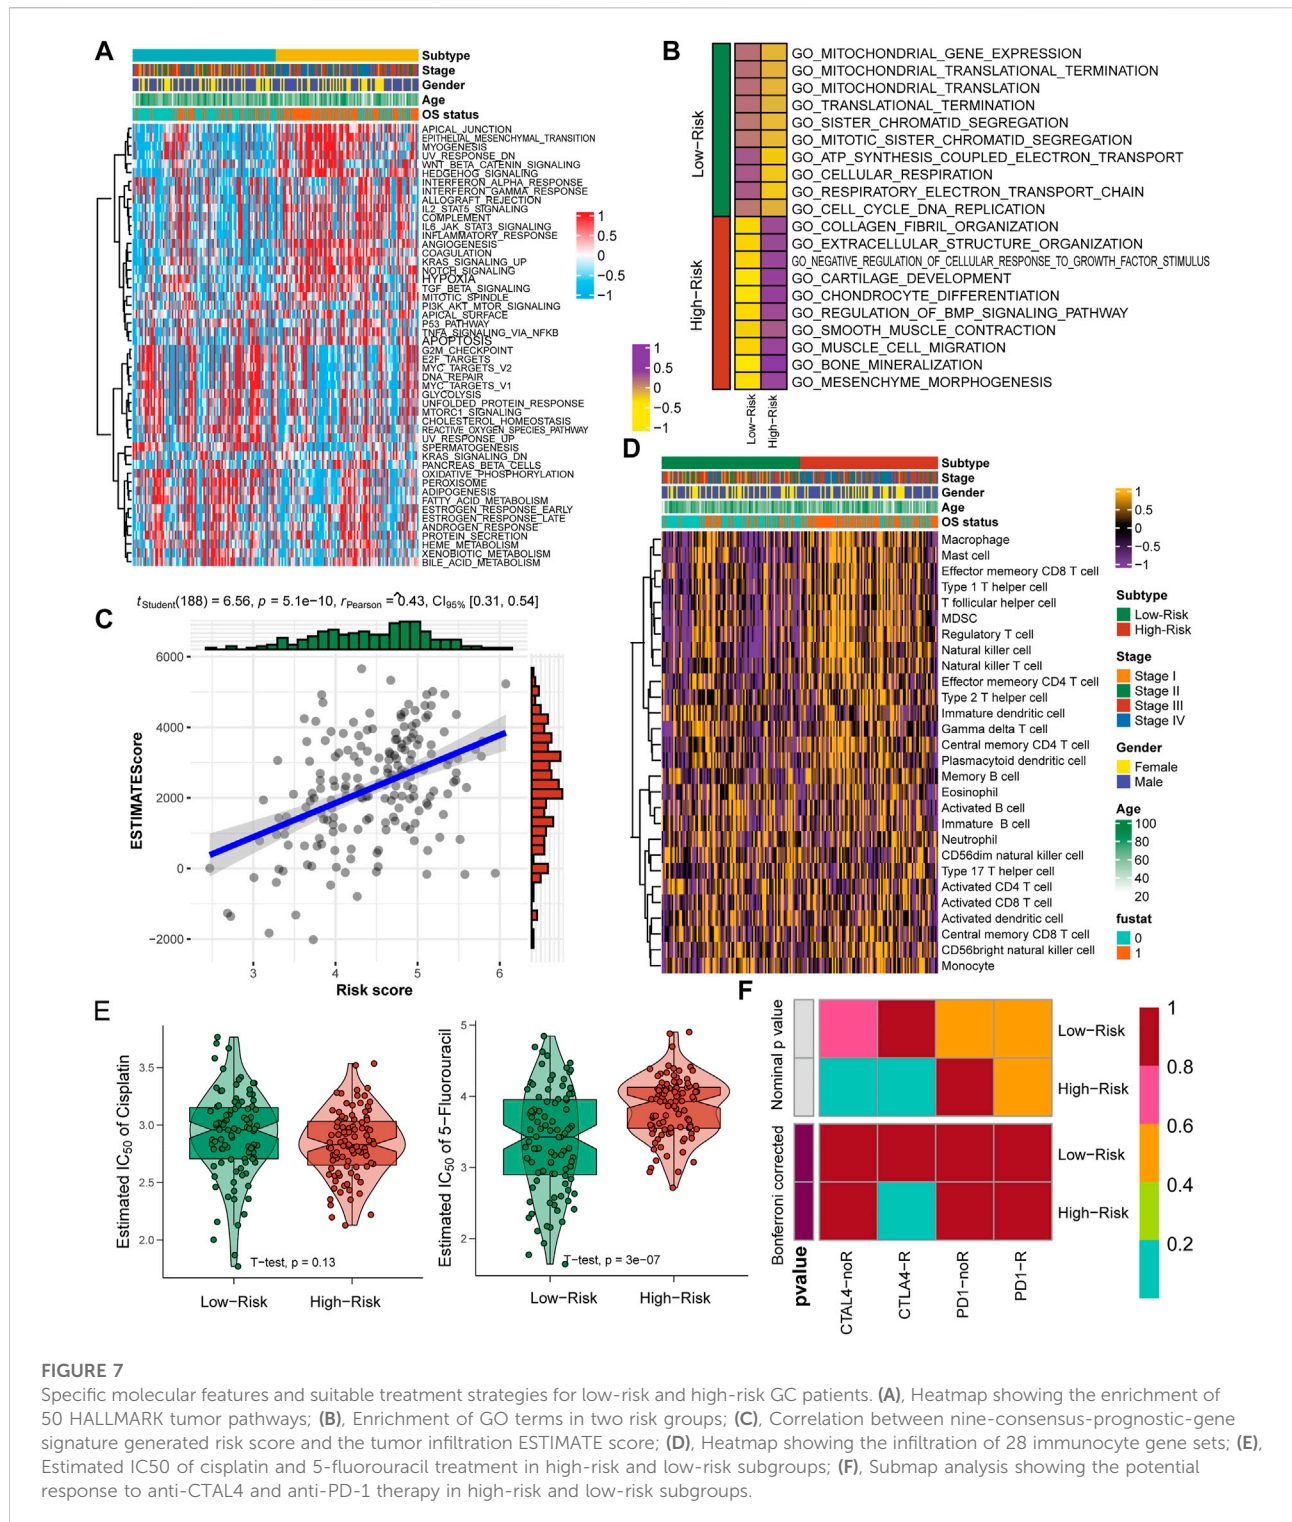 A
Subtype
Stage
Gender
Age
OS status
APICAL_JUNCTION
EPITHELIAL_MESENCHYMAL_TRANSITION
MYOGENESIS
UV_RESPONSE_DN
WNT_BETA_CATENIN_SIGNALING
HEDGEHOG_SIGNALING
INTERFERON_ALPHA_RESPONSE
INTERFERON_GAMMA_RESPONSE
ALLOGRAFT_REJECTION
IL2_STAT5_SIGNALING
COMPLEMENT
IL6_JAK_STAT3_SIGNALING
INFLAMMATORY_RESPONSE
ANGIOGENESIS
COAGULATION
KRAS_SIGNALING_UP
NOTCH_SIGNALING
HYPOXIA
TGF_BETA_SIGNALING
MITOTIC_SPINDLE
PI3K_AKT_MTOR_SIGNALING
APICAL_SURFACE
P53_PATHWAY
TNFA_SIGNALING_VIA_NFKB
APOPTOSIS
G2M_CHECKPOINT
E2F_TARGETS
MYC_TARGETS_V2
DNA_REPAIR
MYC_TARGETS_V1
GLYCOLYSIS
UNFOLDED_PROTEIN_RESPONSE
MTORC1_SIGNALING
CHOLESTEROL_HOMEOSTASIS
REACTIVE_OXYGEN_SPECIES_PATHWAY
UV_RESPONSE_UP
SPERMATOGENESIS
KRAS_SIGNALING_DN
PANCREAS_BETA_CELLS
OXIDATIVE_PHOSPHORYLATION
PEROXISOME
ADIPOGENESIS
FATTY_ACID_METABOLISM
ESTROGEN_RESPONSE_EARLY
ESTROGEN_RESPONSE_LATE
ANDROGEN_RESPONSE
PROTEIN_SECRETION
HEME_METABOLISM
XENOBIOTIC_METABOLISM
BILE_ACID_METABOLISM
1
0.5
0
−0.5
−1
B
Low−Risk
High−Risk
GO_MITOCHONDRIAL_GENE_EXPRESSION
GO_MITOCHONDRIAL_TRANSLATIONAL_TERMINATION
GO_MITOCHONDRIAL_TRANSLATION
GO_TRANSLATIONAL_TERMINATION
GO_SISTER_CHROMATID_SEGREGATION
GO_MITOTIC_SISTER_CHROMATID_SEGREGATION
GO_ATP_SYNTHESIS_COUPLED_ELECTRON_TRANSPORT
GO_CELLULAR_RESPIRATION
GO_RESPIRATORY_ELECTRON_TRANSPORT_CHAIN
GO_CELL_CYCLE_DNA_REPLICATION
GO_COLLAGEN_FIBRIL_ORGANIZATION
GO_EXTRACELLULAR_STRUCTURE_ORGANIZATION
GO_NEGATIVE_REGULATION_OF_CELLULAR_RESPONSE_TO_GROWTH_FACTOR_STIMULUS
GO_CARTILAGE_DEVELOPMENT
GO_CHONDROCYTE_DIFFERENTIATION
GO_REGULATION_OF_BMP_SIGNALING_PATHWAY
GO_SMOOTH_MUSCLE_CONTRACTION
GO_MUSCLE_CELL_MIGRATION
GO_BONE_MINERALIZATION
GO_MESENCHYME_MORPHOGENESIS
Low−Risk
High−Risk
1
0.5
0
−0.5
−1
C
tStudent(188) = 6.56, p = 5.1e−10, r̂Pearson = 0.43, CI95% [0.31, 0.54]
ESTIMATEScore
6000
4000
2000
0
−2000
3
4
5
6
Risk score
D
Subtype
Stage
Gender
Age
OS status
Macrophage
Mast cell
Effector memeory CD8 T cell
Type 1 T helper cell
T follicular helper cell
MDSC
Regulatory T cell
Natural killer cell
Natural killer T cell
Effector memeory CD4 T cell
Type 2 T helper cell
Immature dendritic cell
Gamma delta T cell
Central memory CD4 T cell
Plasmacytoid dendritic cell
Memory B cell
Eosinophil
Activated B cell
Immature B cell
Neutrophil
CD56dim natural killer cell
Type 17 T helper cell
Activated CD4 T cell
Activated CD8 T cell
Activated dendritic cell
Central memory CD8 T cell
CD56bright natural killer cell
Monocyte
1
0.5
0
−0.5
−1
Subtype
Low−Risk
High−Risk
Stage
Stage I
Stage II
Stage III
Stage IV
Gender
Female
Male
Age
100
80
60
40
20
fustat
0
1
E
Estimated IC50 of Cisplatin
3.5
3.0
2.5
2.0
T−test, p = 0.13
Low−Risk
High−Risk
Estimated IC50 of 5−Fluorouracil
5
4
3
2
T−test, p = 3e−07
Low−Risk
High−Risk
F
Nominal p value
Bonferroni corrected
pvalue
Low−Risk
High−Risk
Low−Risk
High−Risk
CTAL4−noR
CTLA4−R
PD1−noR
PD1−R
1
0.8
0.6
0.4
0.2
FIGURE 7
Specific molecular features and suitable treatment strategies for low-risk and high-risk GC patients. (A), Heatmap showing the enrichment of
50 HALLMARK tumor pathways; (B), Enrichment of GO terms in two risk groups; (C), Correlation between nine-consensus-prognostic-gene
signature generated risk score and the tumor infiltration ESTIMATE score; (D), Heatmap showing the infiltration of 28 immunocyte gene sets; (E),
Estimated IC50 of cisplatin and 5-fluorouracil treatment in high-risk and low-risk subgroups; (F), Submap analysis showing the potential
response to anti-CTAL4 and anti-PD-1 therapy in high-risk and low-risk subgroups.